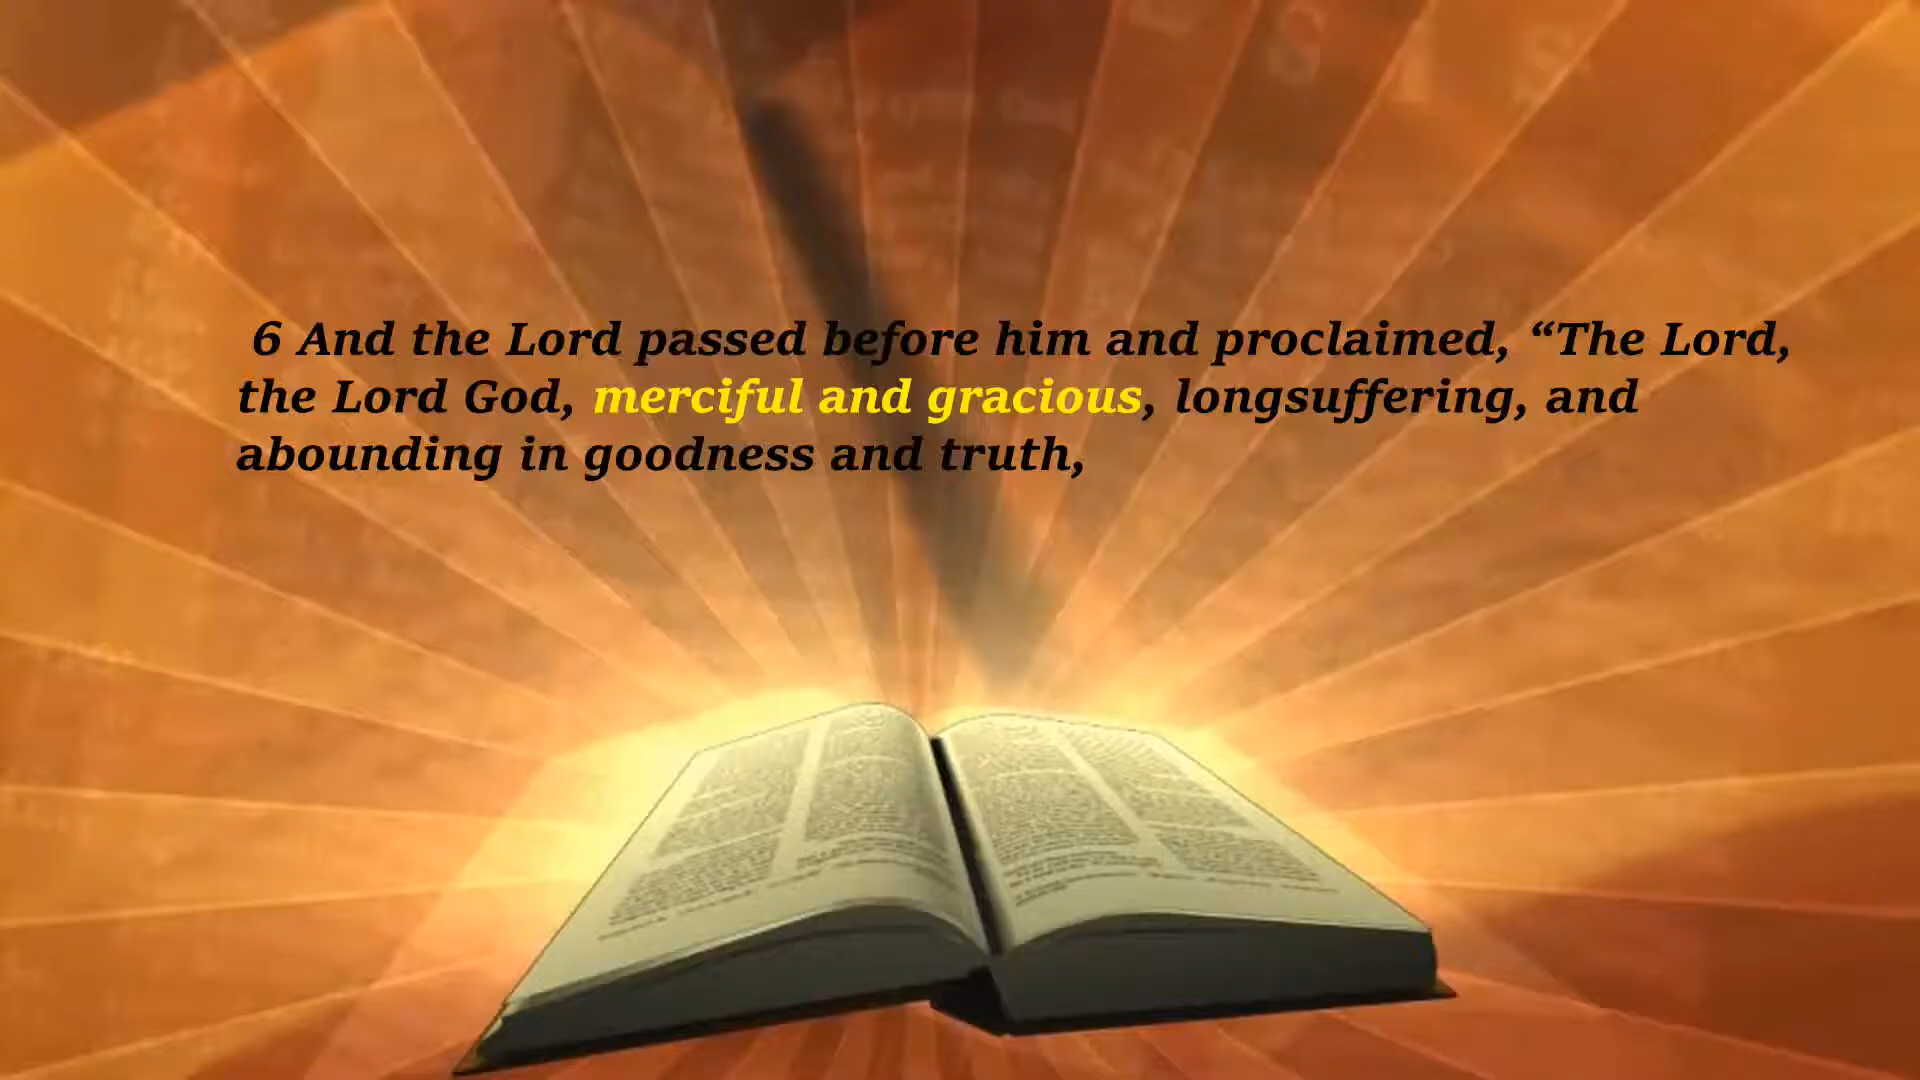 6 And the Lord passed before him and proclaimed, “The Lord,
the Lord God, merciful and gracious, longsuffering, and
abounding in goodness and truth,